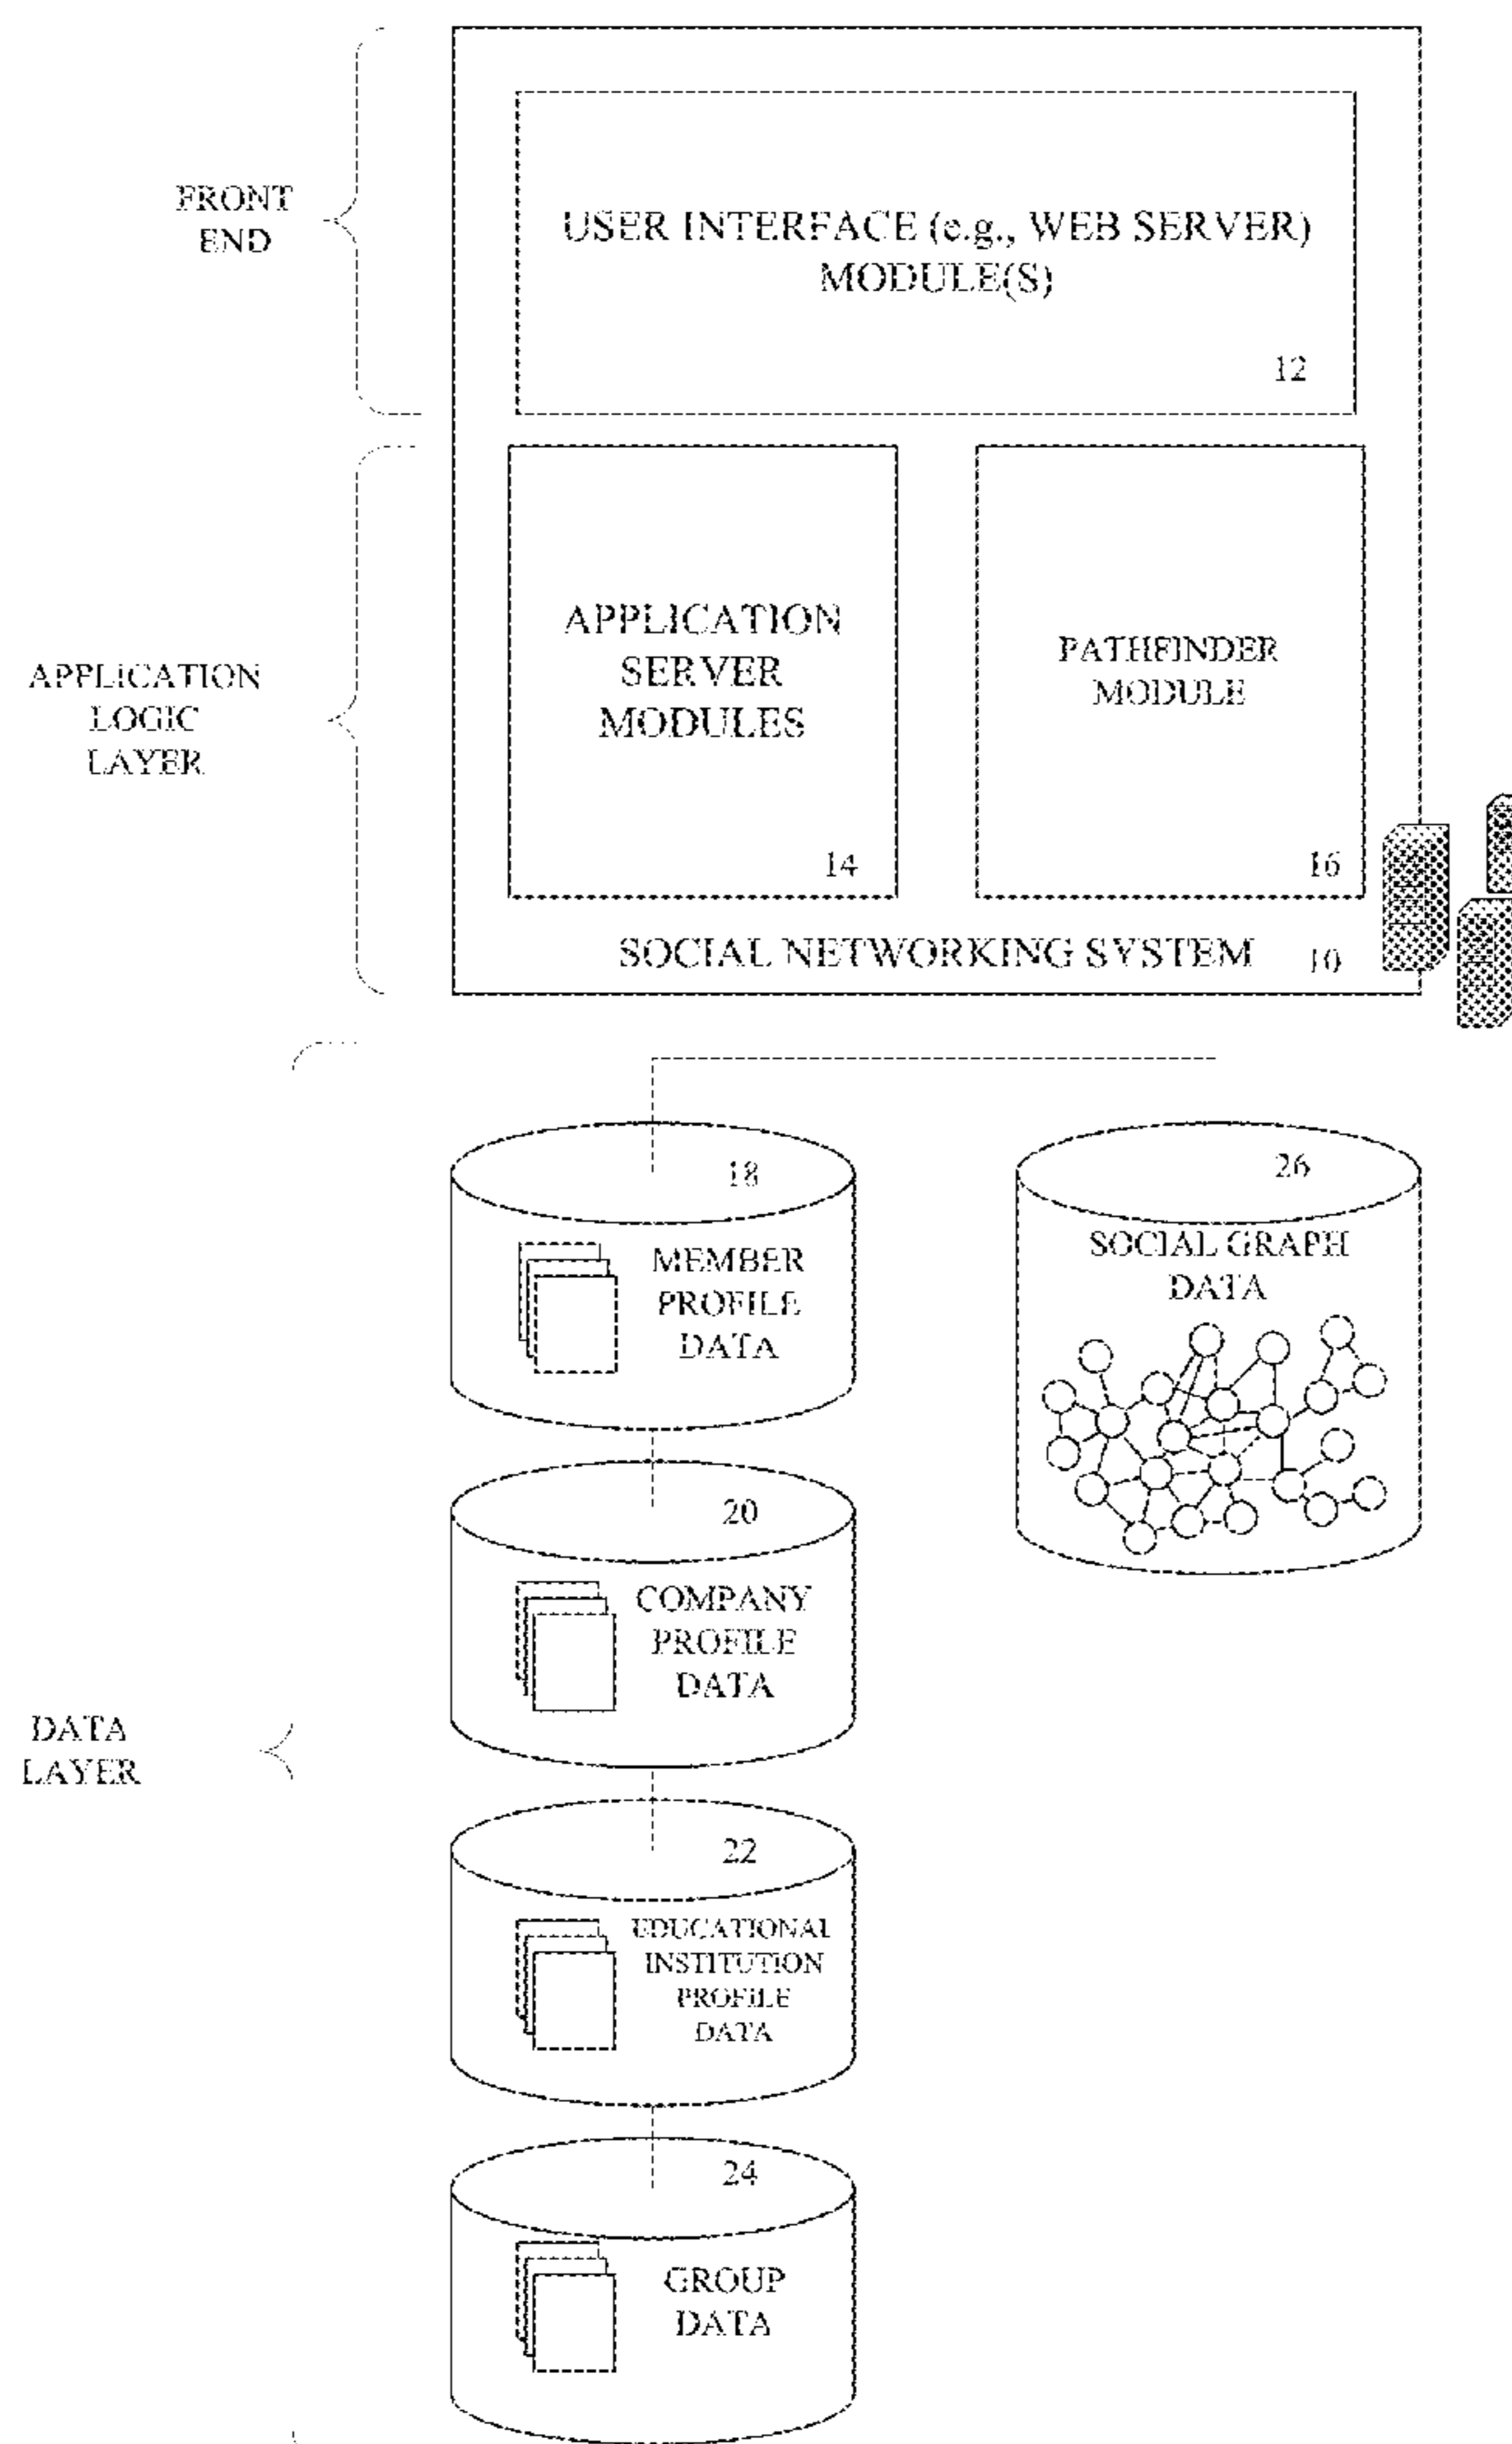 FRONT
END
USER INTERFACE (e.g., WEB SERVER)
MODULE(S)
12
APPLICATION
LOGIC
LAYER
APPLICATION
SERVER
MODULES
14
PATHFINDER
MODULE
16
SOCIAL NETWORKING SYSTEM 10
18
MEMBER
PROFILE
DATA
26
SOCIAL GRAPH
DATA
20
COMPANY
PROFILE
DATA
DATA
LAYER
22
EDUCATIONAL
INSTITUTION
PROFILE
DATA
24
GROUP
DATA